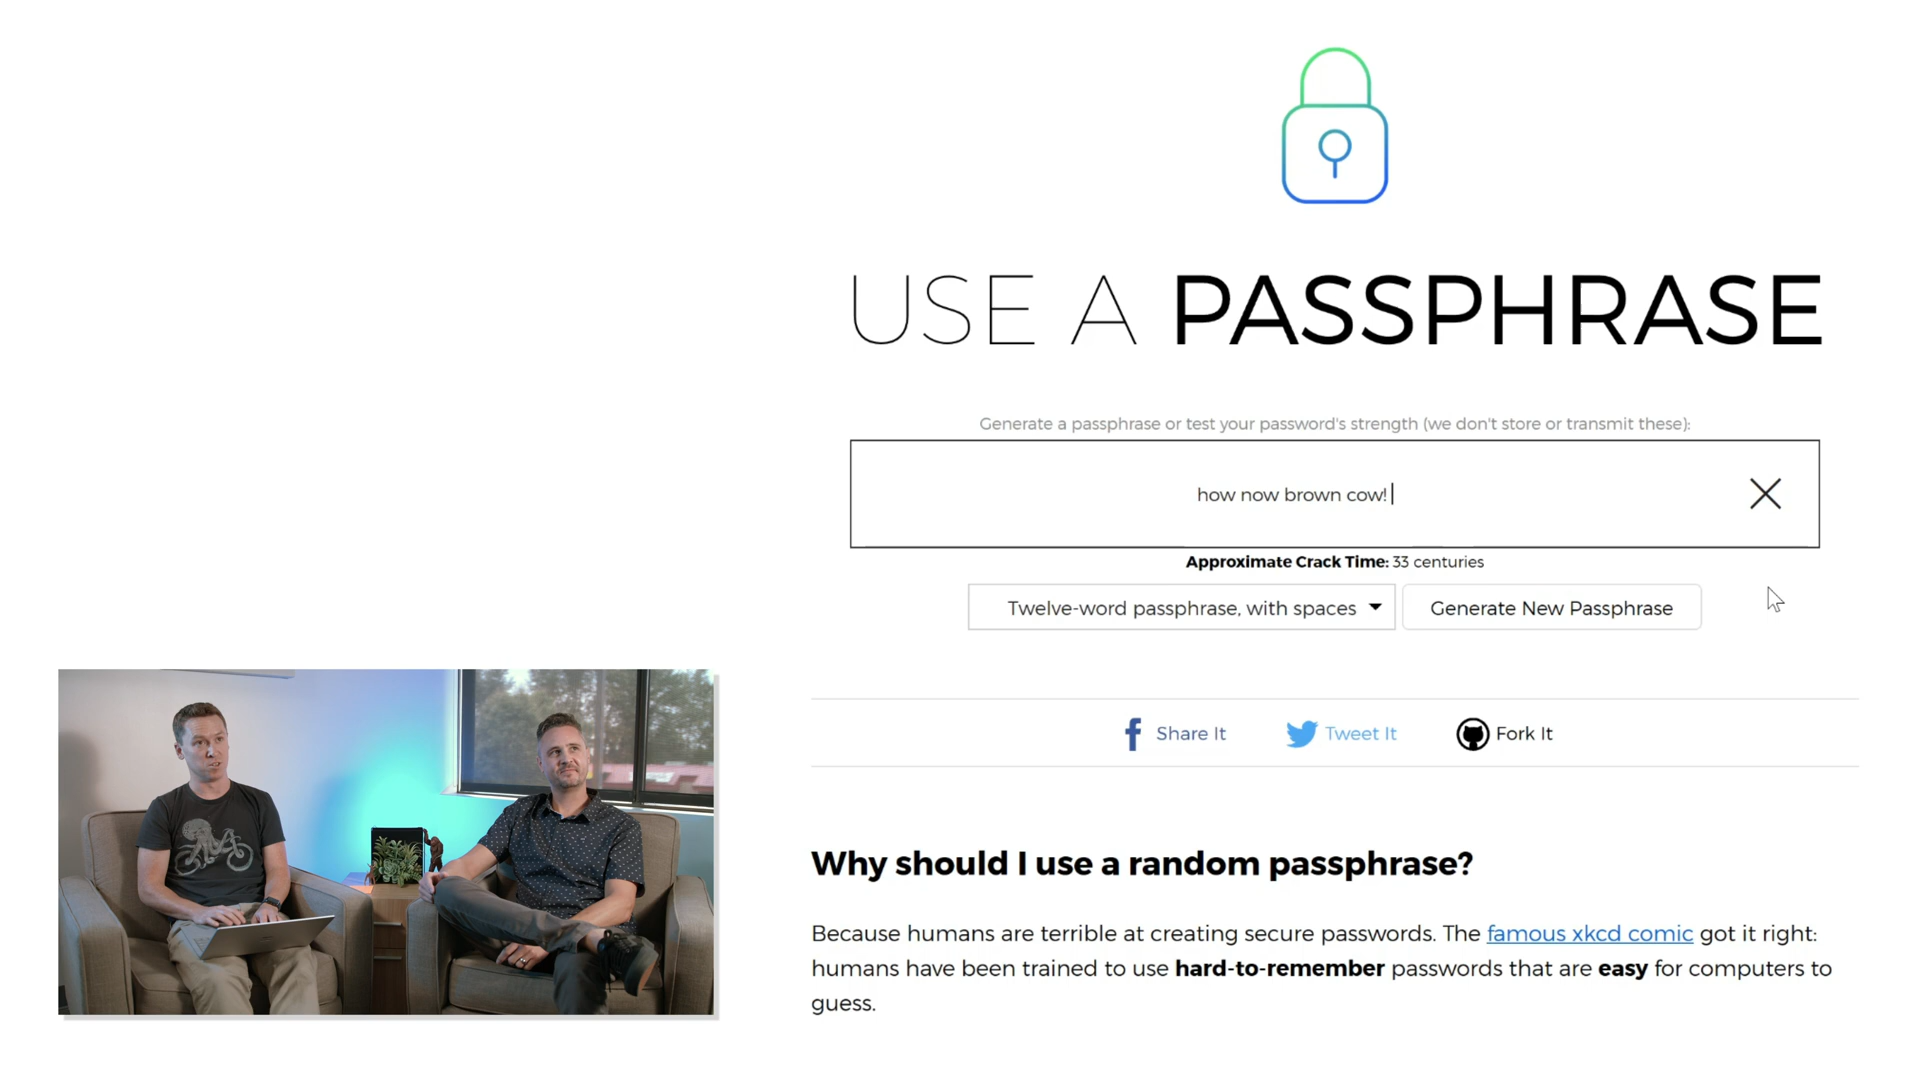 USE A PASSPHRASE
Generate a passphrase or test your password's strength (we don't store or transmit these):
how now brown cow!
Approximate Crack Time: 33 centuries
Twelve-word passphrase, with spaces
Generate New Passphrase
Share It
Tweet It
Fork It
Why should I use a random passphrase?
Because humans are terrible at creating secure passwords. The famous xkcd comic got it right:
humans have been trained to use hard-to-remember passwords that are easy for computers to
guess.